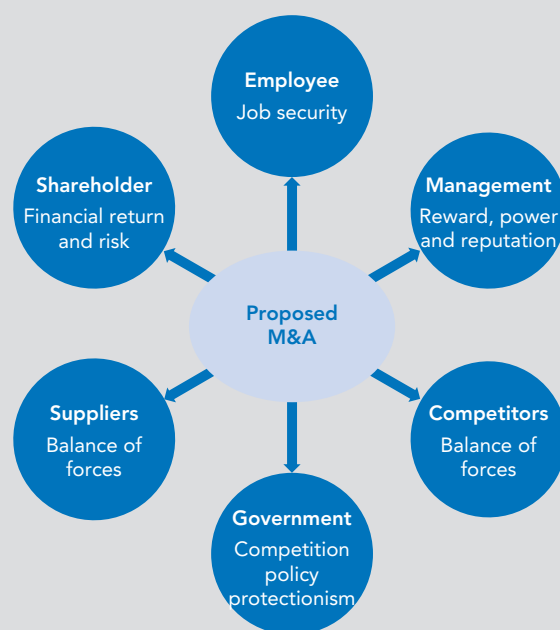 Employee
Job security
Shareholder
Financial return
and risk
Management
Reward, power
and reputation
Proposed
M&A
Suppliers
Balance of
forces
Competitors
Balance of
forces
Government
Competition
policy
protectionism